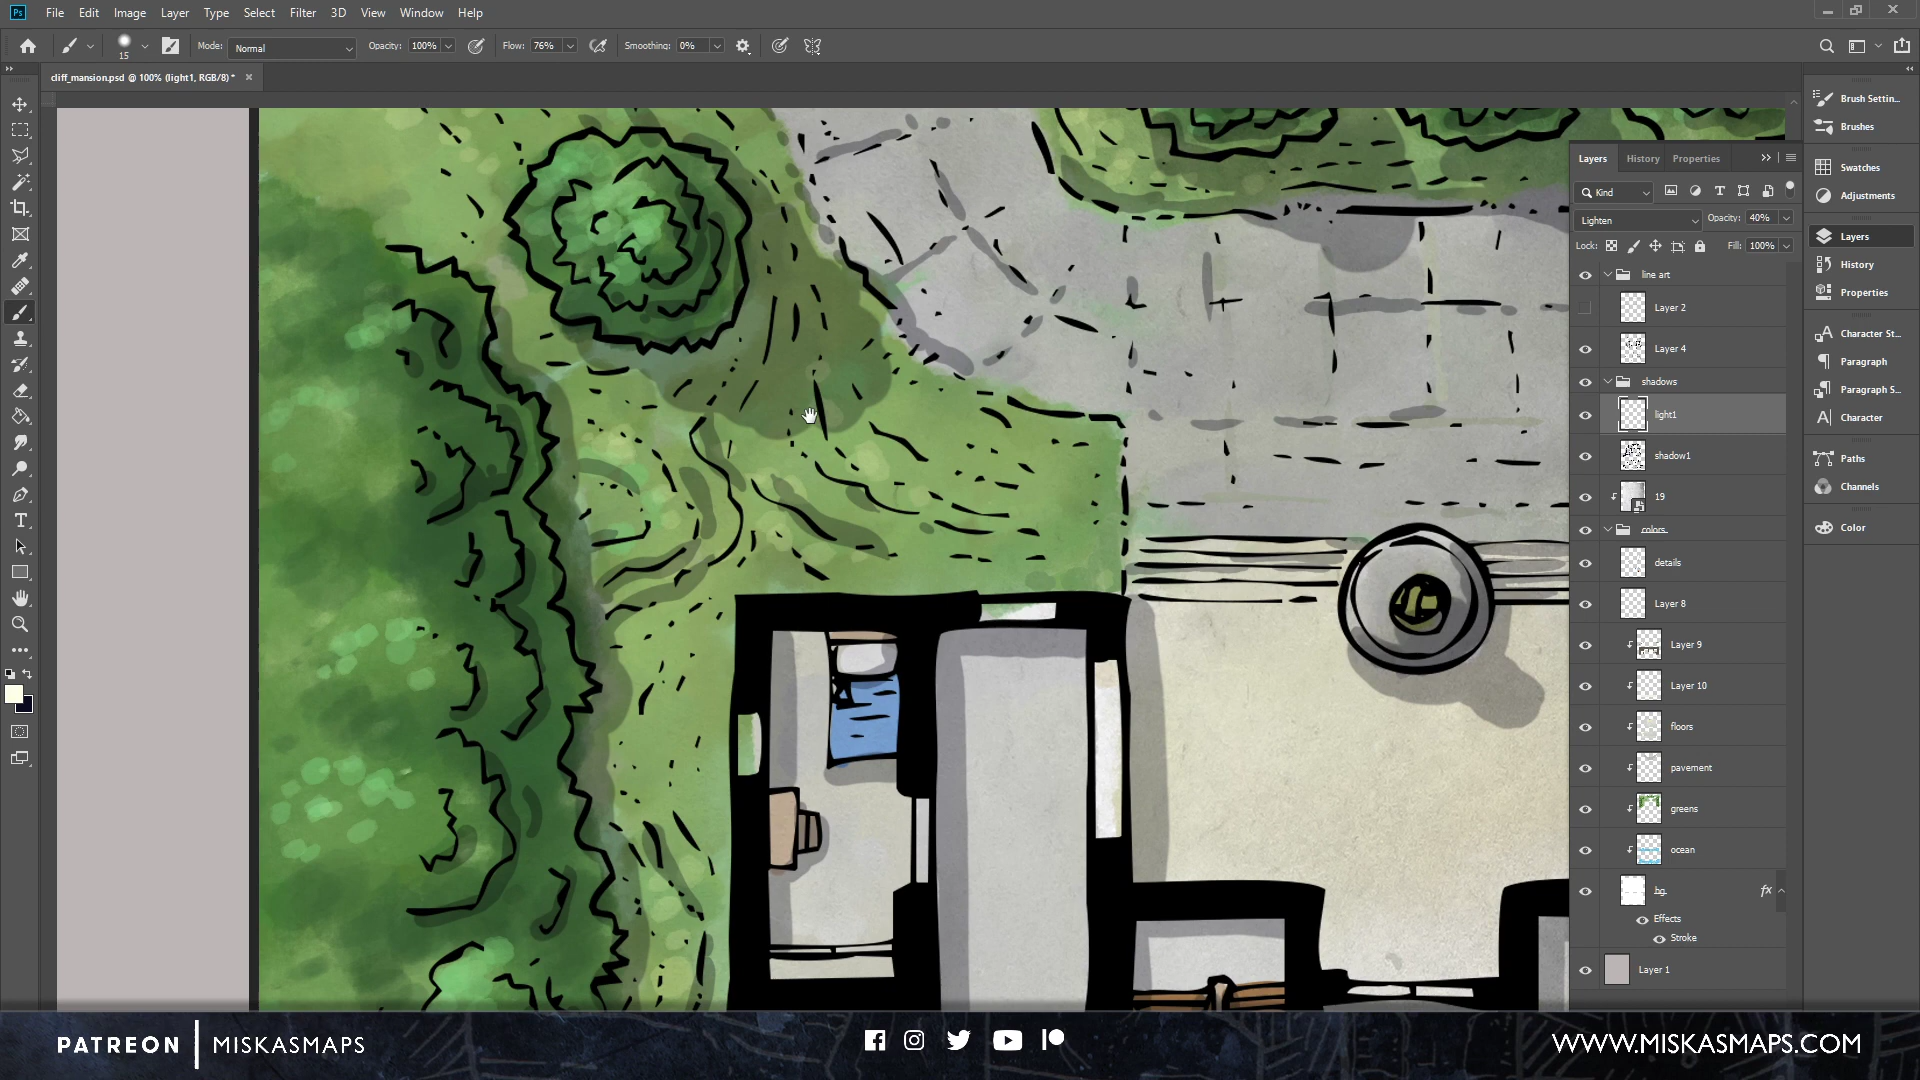 Ps File Edit Image Layer Type Select Filter 3D View Window Help
15 Mode: Normal Opacity: 100% Flow: 76% Smoothing: 0%
cliff_mansion.psd @ 100% (light1, RGB/8) * ×
Brush Settin...
Brushes
Swatches
Adjustments
Layers
History
Properties
Character St...
Paragraph
Paragraph S...
Character
Paths
Channels
Color
Layers History Properties
Kind
Lighten Opacity: 40%
Lock: Fill: 100%
line art
Layer 2
Layer 4
shadows
light1
shadow1
19
colors
details
Layer 8
Layer 9
Layer 10
floors
pavement
greens
ocean
bg fx
Effects
Stroke
Layer 1
PATREON | MISKASMAPS
WWW.MISKASMAPS.COM